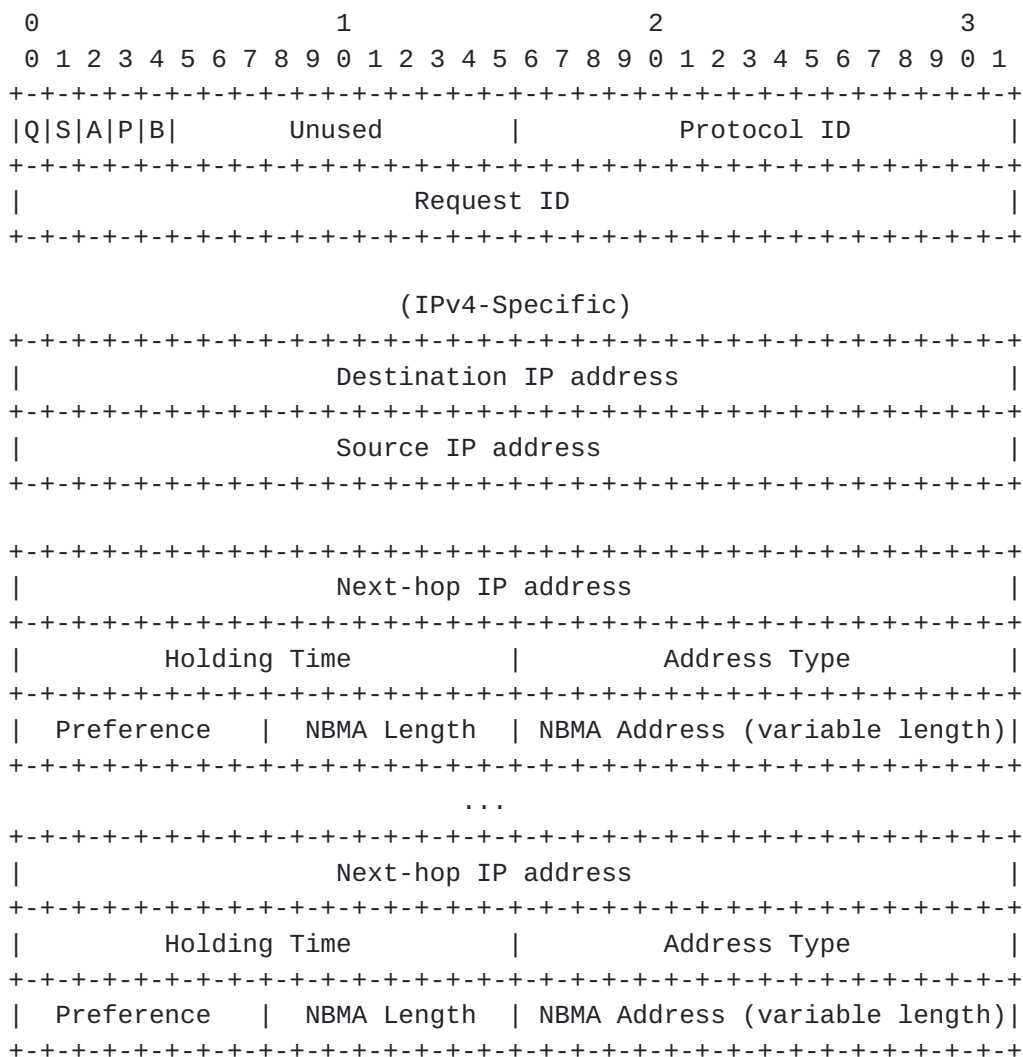 0                   1                   2                   3
 0 1 2 3 4 5 6 7 8 9 0 1 2 3 4 5 6 7 8 9 0 1 2 3 4 5 6 7 8 9 0 1
+-+-+-+-+-+-+-+-+-+-+-+-+-+-+-+-+-+-+-+-+-+-+-+-+-+-+-+-+-+-+-+-+
|Q|S|A|P|B|       Unused        |          Protocol ID          |
+-+-+-+-+-+-+-+-+-+-+-+-+-+-+-+-+-+-+-+-+-+-+-+-+-+-+-+-+-+-+-+-+
|                         Request ID                            |
+-+-+-+-+-+-+-+-+-+-+-+-+-+-+-+-+-+-+-+-+-+-+-+-+-+-+-+-+-+-+-+-+

                         (IPv4-Specific)
+-+-+-+-+-+-+-+-+-+-+-+-+-+-+-+-+-+-+-+-+-+-+-+-+-+-+-+-+-+-+-+-+
|                    Destination IP address                     |
+-+-+-+-+-+-+-+-+-+-+-+-+-+-+-+-+-+-+-+-+-+-+-+-+-+-+-+-+-+-+-+-+
|                    Source IP address                          |
+-+-+-+-+-+-+-+-+-+-+-+-+-+-+-+-+-+-+-+-+-+-+-+-+-+-+-+-+-+-+-+-+

+-+-+-+-+-+-+-+-+-+-+-+-+-+-+-+-+-+-+-+-+-+-+-+-+-+-+-+-+-+-+-+-+
|                    Next-hop IP address                        |
+-+-+-+-+-+-+-+-+-+-+-+-+-+-+-+-+-+-+-+-+-+-+-+-+-+-+-+-+-+-+-+-+
|         Holding Time          |         Address Type          |
+-+-+-+-+-+-+-+-+-+-+-+-+-+-+-+-+-+-+-+-+-+-+-+-+-+-+-+-+-+-+-+-+
|  Preference   |  NBMA Length  | NBMA Address (variable length)|
+-+-+-+-+-+-+-+-+-+-+-+-+-+-+-+-+-+-+-+-+-+-+-+-+-+-+-+-+-+-+-+-+
                             ...
+-+-+-+-+-+-+-+-+-+-+-+-+-+-+-+-+-+-+-+-+-+-+-+-+-+-+-+-+-+-+-+-+
|                    Next-hop IP address                        |
+-+-+-+-+-+-+-+-+-+-+-+-+-+-+-+-+-+-+-+-+-+-+-+-+-+-+-+-+-+-+-+-+
|         Holding Time          |         Address Type          |
+-+-+-+-+-+-+-+-+-+-+-+-+-+-+-+-+-+-+-+-+-+-+-+-+-+-+-+-+-+-+-+-+
|  Preference   |  NBMA Length  | NBMA Address (variable length)|
+-+-+-+-+-+-+-+-+-+-+-+-+-+-+-+-+-+-+-+-+-+-+-+-+-+-+-+-+-+-+-+-+